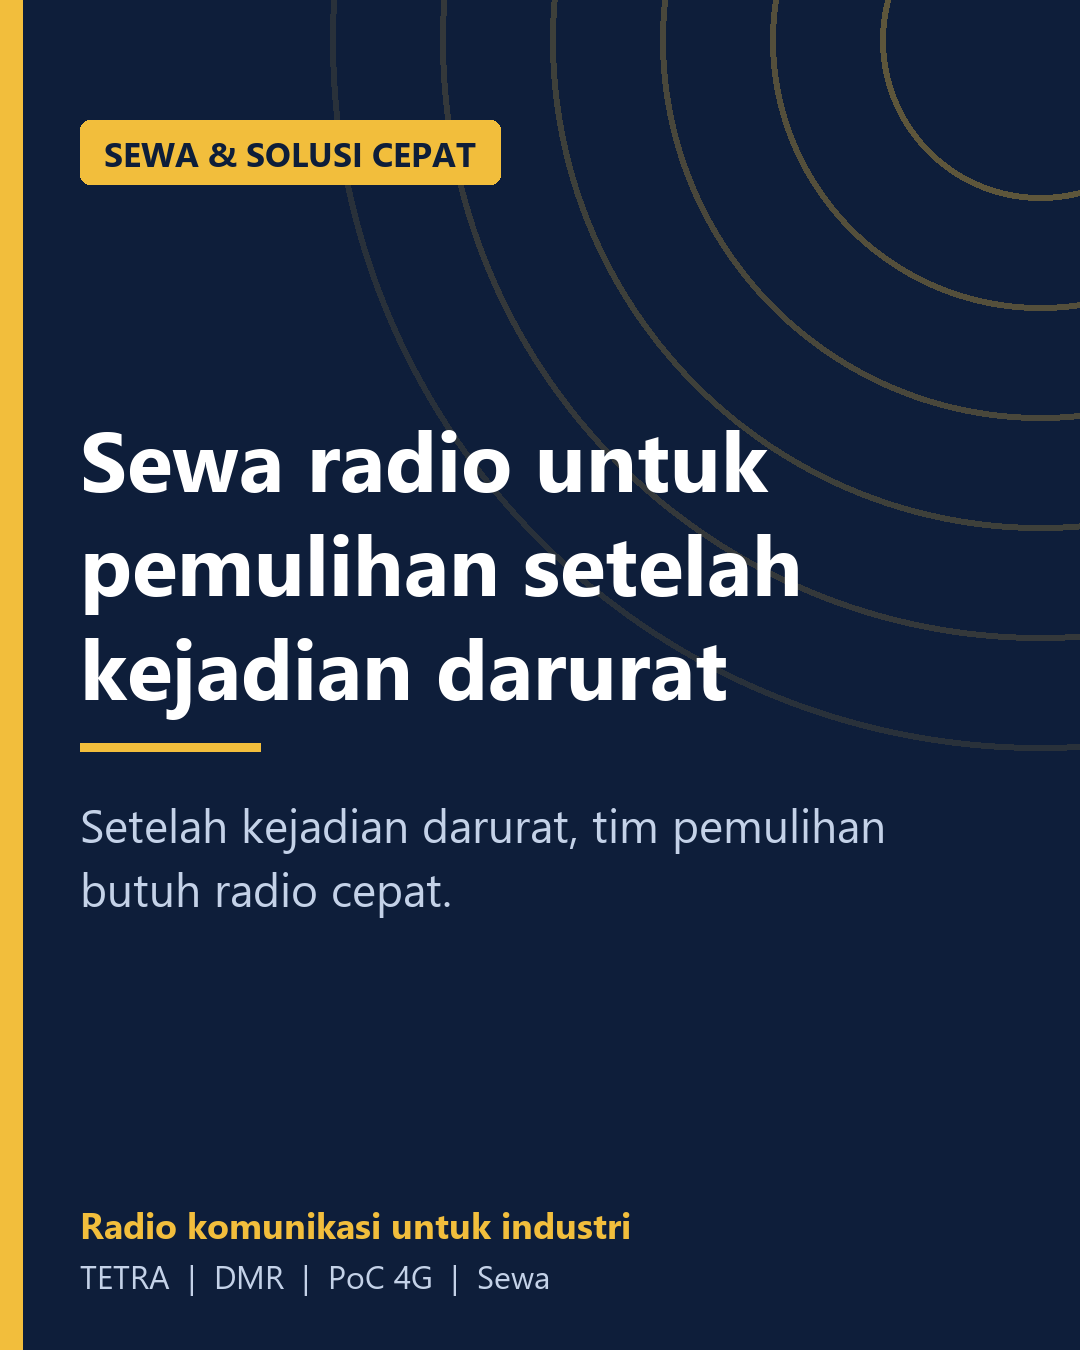 SEWA & SOLUSI CEPAT
Sewa radio untuk
pemulihan setelah
kejadian darurat
Setelah kejadian darurat, tim pemulihan
butuh radio cepat.
Radio komunikasi untuk industri
TETRA | DMR | PoC 4G | Sewa